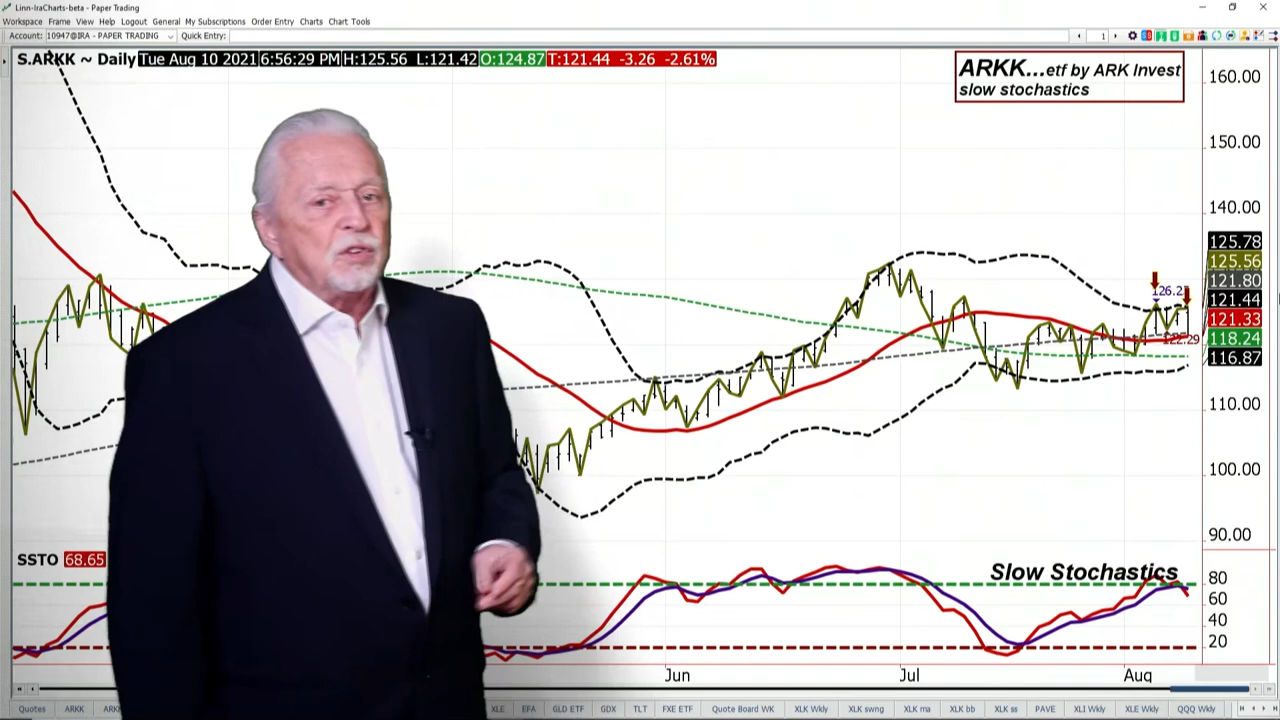 Linn-IraCharts-beta - Paper Trading
Workspace Frame View Help Logout General My Subscriptions Order Entry Charts Chart Tools
Account: 10947@IRA - PAPER TRADING Quick Entry: 1
S.ARKK ~ Daily Tue Aug 10 2021 6:56:29 PM H:125.56 L:121.42 O:124.87 T:121.44 -3.26 -2.61%
ARKK...etf by ARK Invest
slow stochastics
160.00
150.00
140.00
125.78
125.56
121.80
121.44
121.33
118.24
116.87
122.29
110.00
100.00
90.00
SSTO 68.65
Slow Stochastics
80
60
40
20
Jun Jul Aug
Quotes ARKK XLE EFA GLD ETF GDX TLT FXE ETF Quote Board WK XLK Wkly XLK swng XLK ma XLK bb XLK ss PAVE XLI Wkly XLE Wkly QQQ Wkly